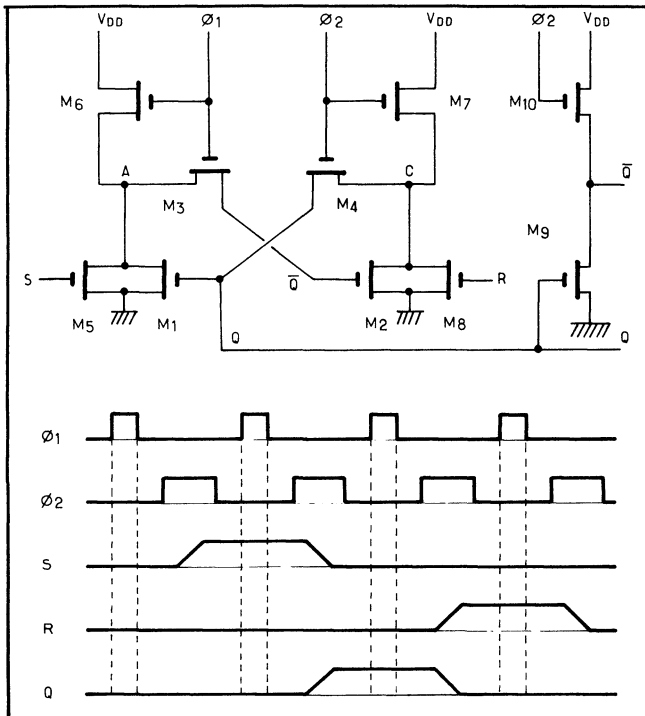 VDD Ø1 Ø2 VDD Ø2 VDD
M6 M7 M10
A C Q̅
M3 M4 M9
S Q̅ R
M5 M1 Q M2 M8 Q
Ø1
Ø2
S
R
Q